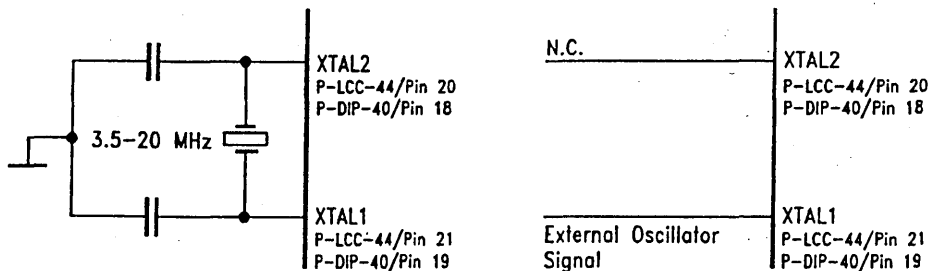 XTAL2
P-LCC-44/Pin 20
P-DIP-40/Pin 18
3.5-20 MHz
XTAL1
P-LCC-44/Pin 21
P-DIP-40/Pin 19
N.C.
XTAL2
P-LCC-44/Pin 20
P-DIP-40/Pin 18
External Oscillator
Signal
XTAL1
P-LCC-44/Pin 21
P-DIP-40/Pin 19